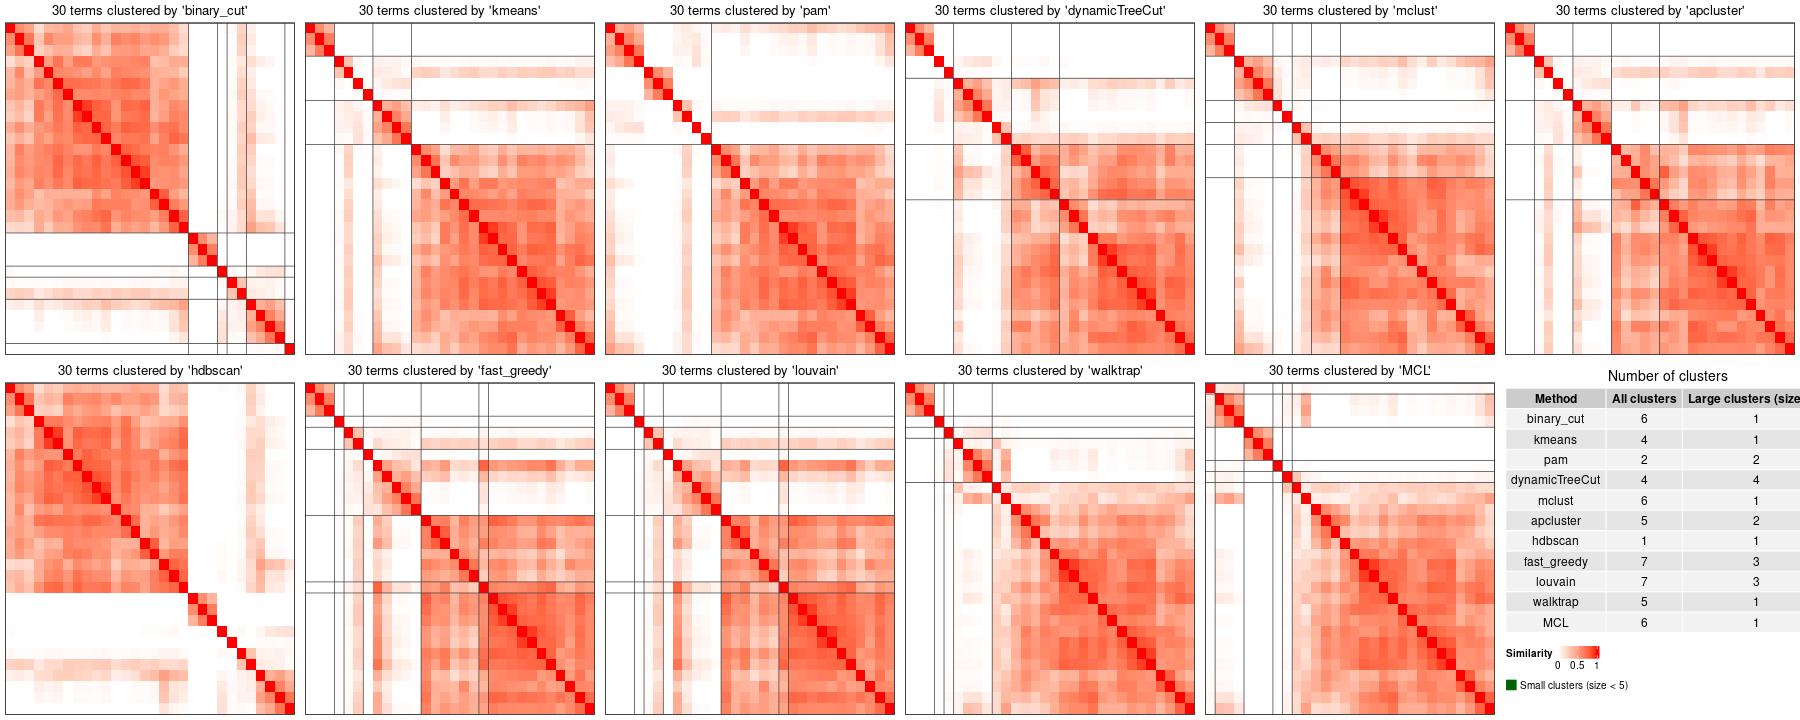 30 terms clustered by 'binary_cut'
30 terms clustered by 'kmeans'
30 terms clustered by 'pam'
30 terms clustered by 'dynamicTreeCut'
30 terms clustered by 'mclust'
30 terms clustered by 'apcluster'
30 terms clustered by 'hdbscan'
30 terms clustered by 'fast_greedy'
30 terms clustered by 'louvain'
30 terms clustered by 'walktrap'
30 terms clustered by 'MCL'
Number of clusters
Method All clusters Large clusters (size
binary_cut 6 1
kmeans 4 1
pam 2 2
dynamicTreeCut 4 4
mclust 6 1
apcluster 5 2
hdbscan 1 1
fast_greedy 7 3
louvain 7 3
walktrap 5 1
MCL 6 1
Similarity
0 0.5 1
Small clusters (size < 5)